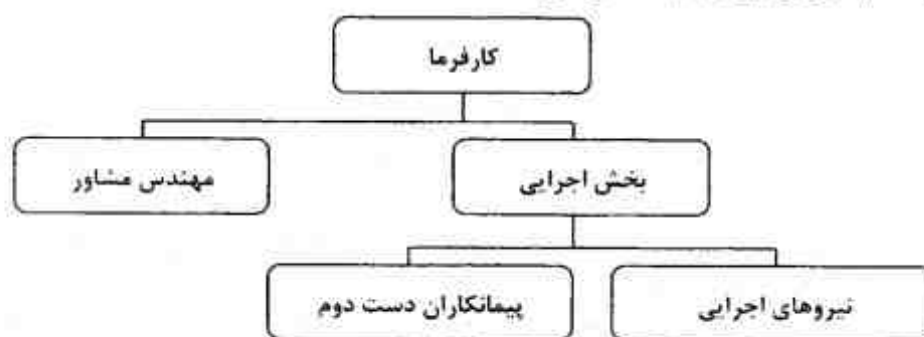 کارفرما
بخش اجرایی
مهندس مشاور
نیروهای اجرایی
پیمانکاران دست دوم